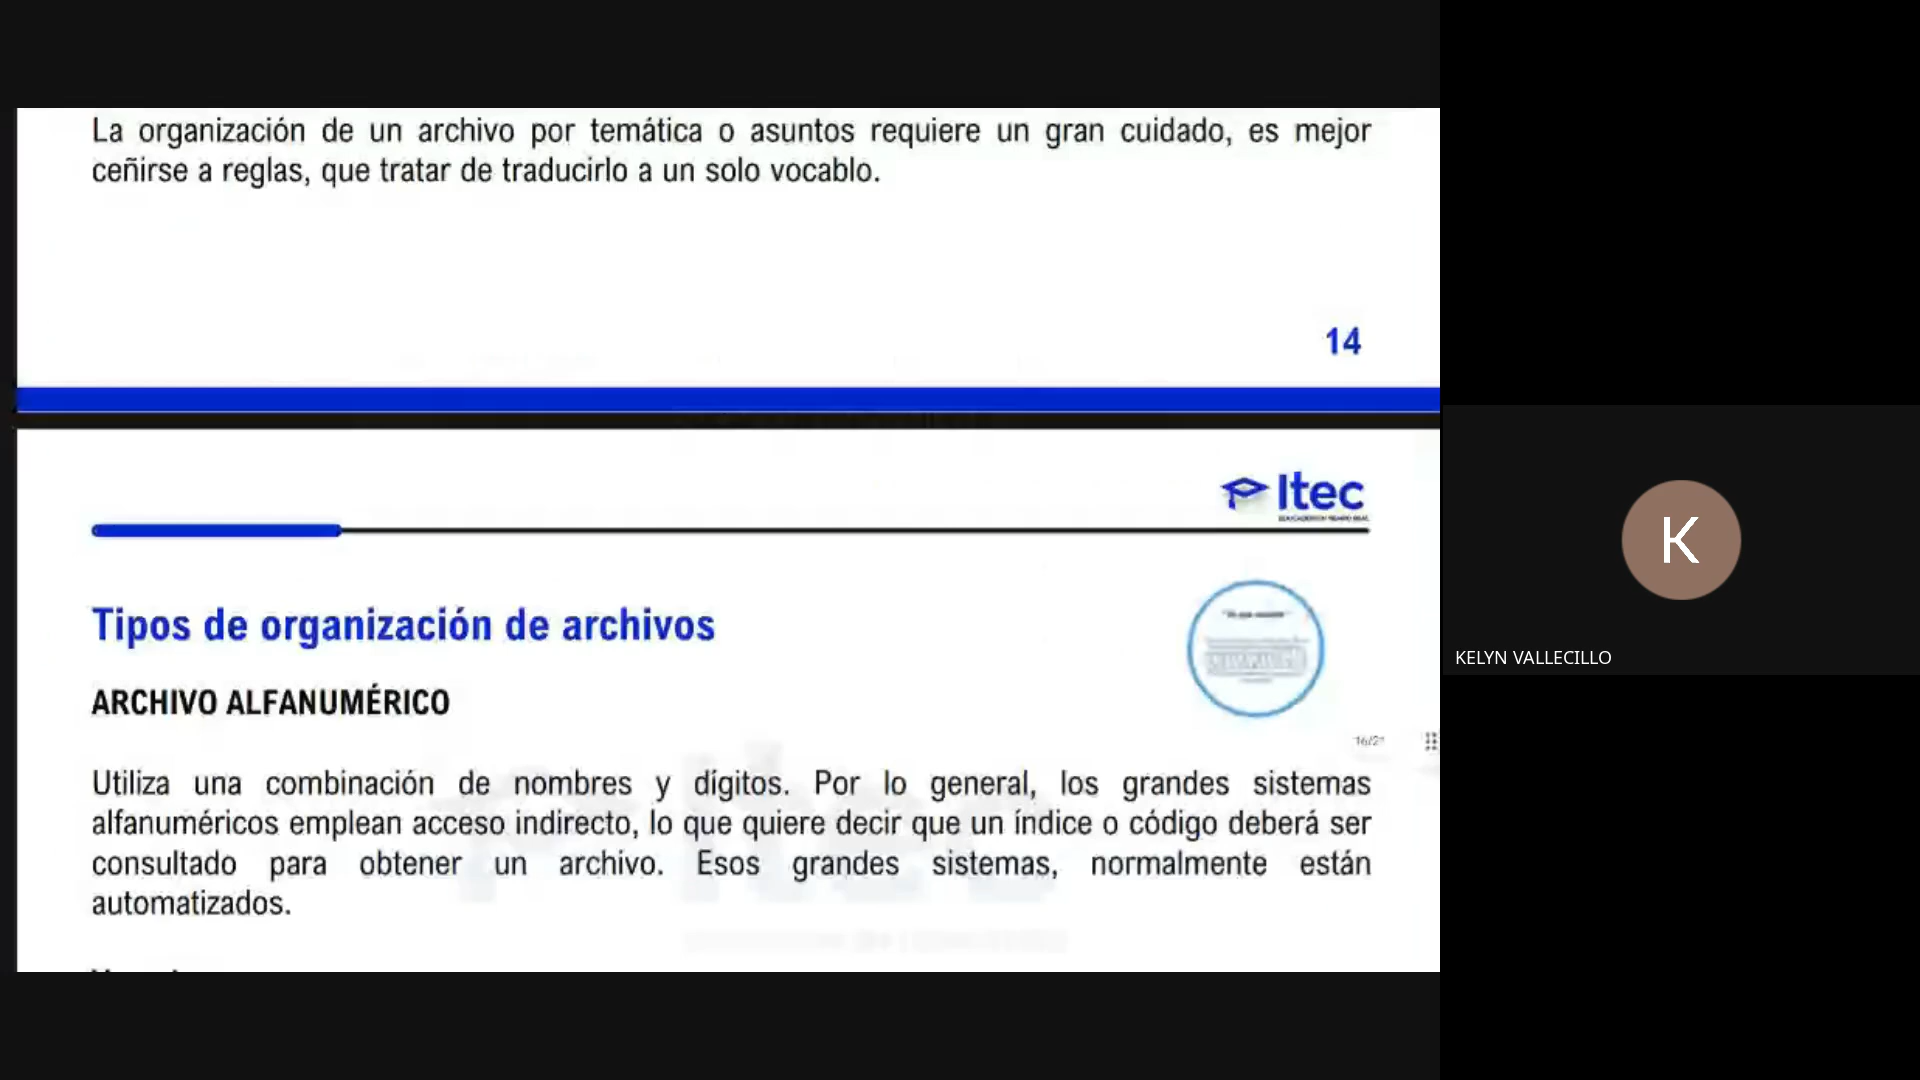 La organización de un archivo por temática o asuntos requiere un gran cuidado, es mejor
ceñirse a reglas, que tratar de traducirlo a un solo vocablo.
14
Itec
Tipos de organización de archivos
ARCHIVO ALFANUMÉRICO
16/21
Utiliza una combinación de nombres y dígitos. Por lo general, los grandes sistemas
alfanuméricos emplean acceso indirecto, lo que quiere decir que un índice o código deberá ser
consultado para obtener un archivo. Esos grandes sistemas, normalmente están
automatizados.
K
KELYN VALLECILLO